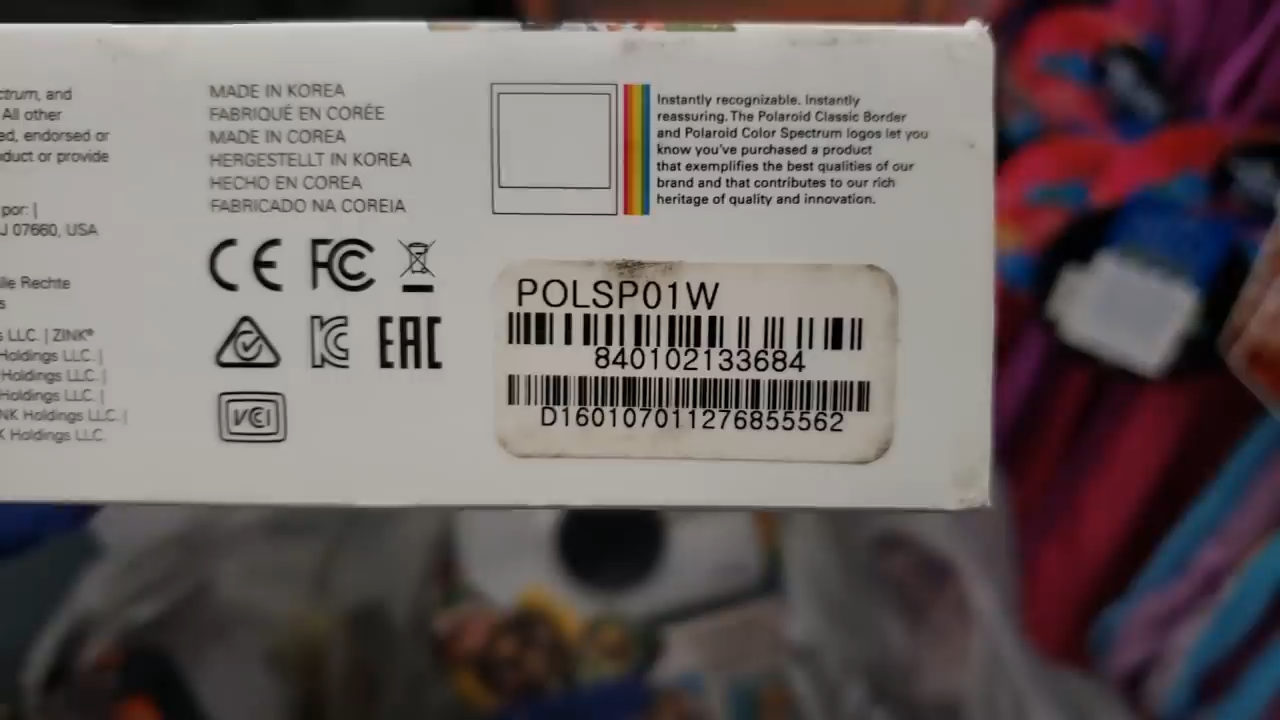 ctrum, and
All other
ed, endorsed or
duct or provide
por: |
J 07660, USA
lle Rechte
s
s LLC. | ZINK®
Holdings LLC. |
Holdings LLC. |
Holdings LLC. |
NK Holdings LLC. |
K Holdings LLC.
MADE IN KOREA
FABRIQUÉ EN CORÉE
MADE IN COREA
HERGESTELLT IN KOREA
HECHO EN COREA
FABRICADO NA COREIA
CE FC
KC EAC
VCI
Instantly recognizable. Instantly
reassuring. The Polaroid Classic Border
and Polaroid Color Spectrum logos let you
know you've purchased a product
that exemplifies the best qualities of our
brand and that contributes to our rich
heritage of quality and innovation.
POLSP01W
840102133684
D160107011276855562